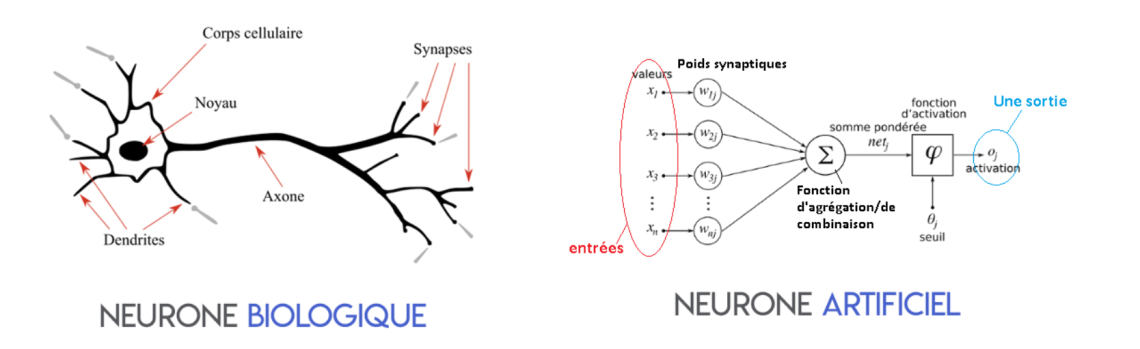 Corps cellulaire
Synapses
Noyau
Axone
Dendrites
NEURONE BIOLOGIQUE
Poids synaptiques
valeurs
x1
w1j
x2
w2j
x3
w3j
xn
wnj
entrées
Σ
Fonction
d'agrégation/de
combinaison
somme pondérée
netj
fonction
d'activation
φ
θj
seuil
Une sortie
oj
activation
NEURONE ARTIFICIEL